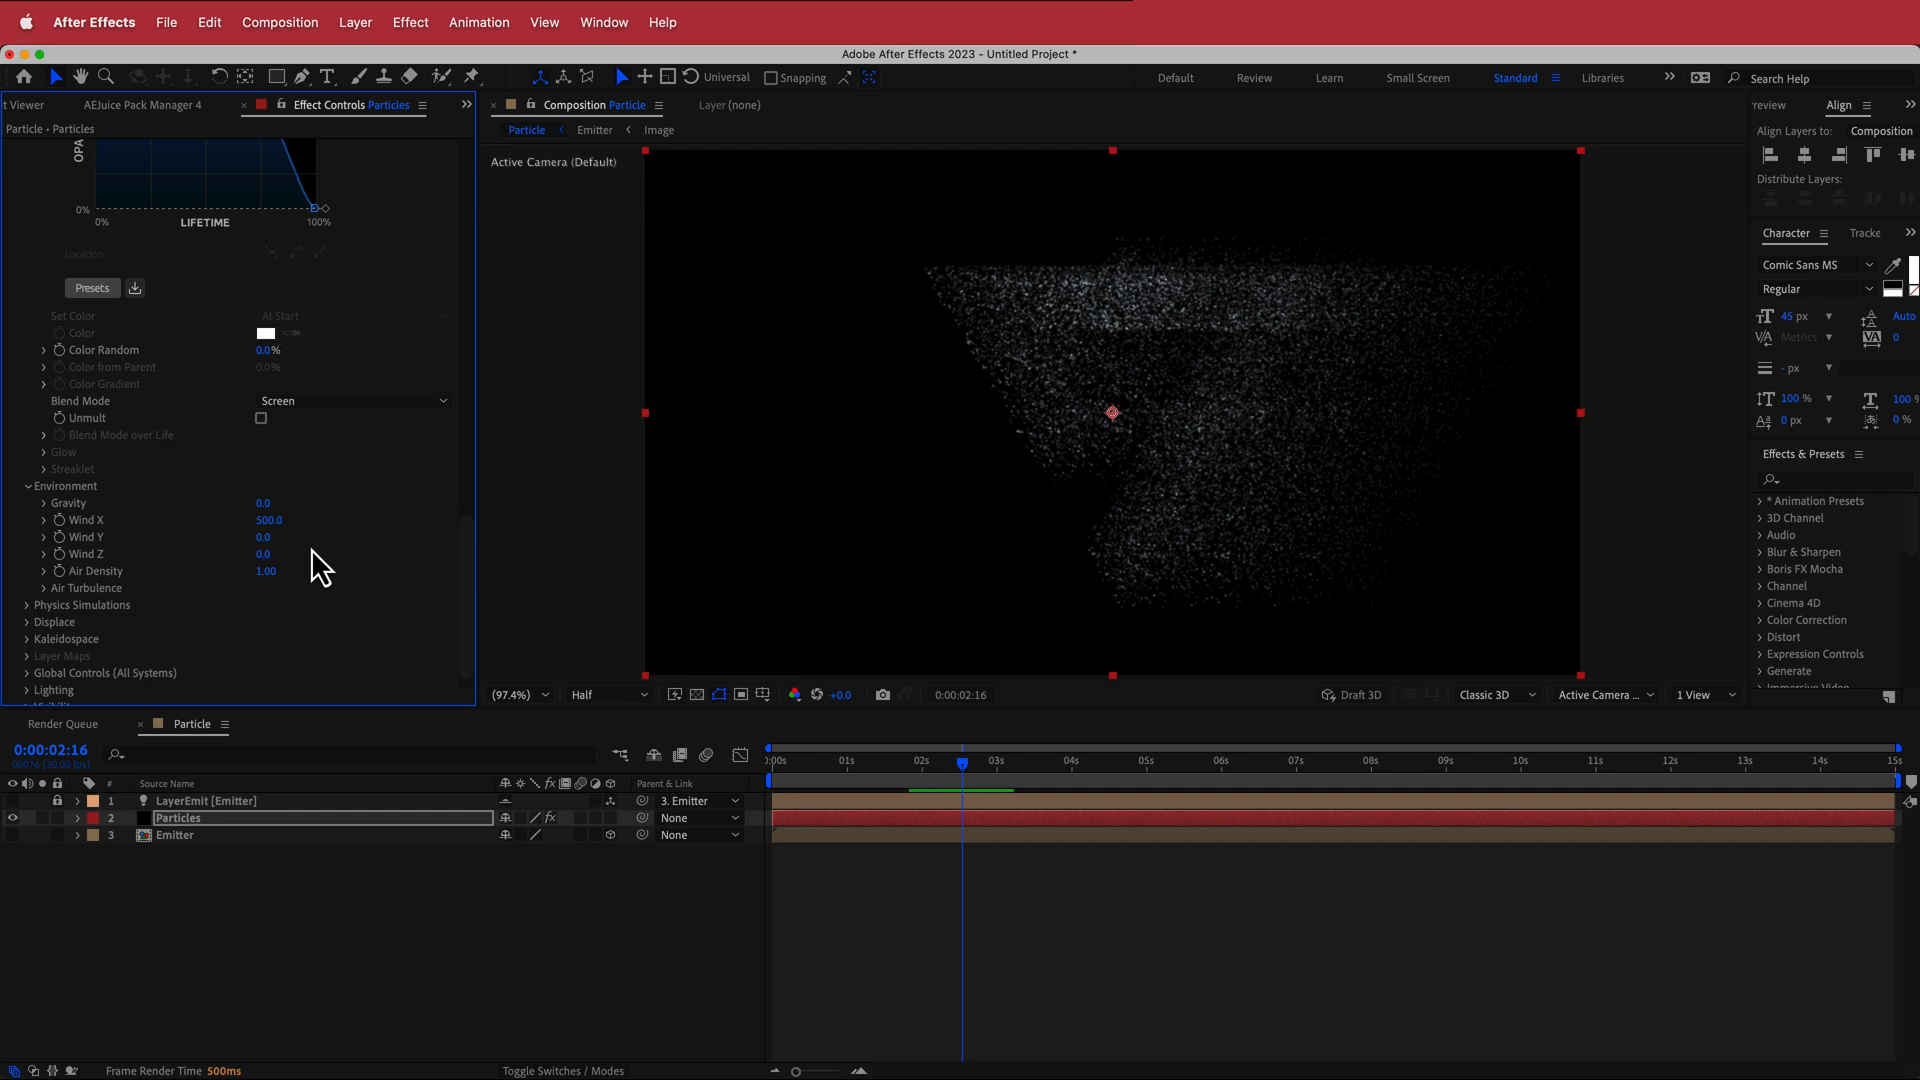 After Effects File Edit Composition Layer Effect Animation View Window Help
Adobe After Effects 2023 - Untitled Project *
Universal Snapping Default Review Learn Small Screen Standard Libraries Search Help
t Viewer AEJuice Pack Manager 4 Effect Controls Particles
Composition Particle Layer (none)
review Align
Particle • Particles
Particle Emitter Image
Align Layers to: Composition
OPA
Active Camera (Default)
Distribute Layers:
0%
0% LIFETIME 100%
Character Tracke
Location:
Comic Sans MS
Presets
Regular
Set Color At Start
45 px Auto
Color
Metrics 0
Color Random 0.0%
Color from Parent 0.0%
- px
Color Gradient
Blend Mode Screen
100 % 100 %
Unmult
0 px 0 %
Blend Mode over Life
Glow
Effects & Presets
Streaklet
Environment
Gravity 0.0
* Animation Presets
Wind X 500.0
3D Channel
Wind Y 0.0
Audio
Wind Z 0.0
Blur & Sharpen
Air Density 1.00
Boris FX Mocha
Air Turbulence
Channel
Physics Simulations
Cinema 4D
Displace
Color Correction
Kaleidospace
Distort
Layer Maps
Expression Controls
Global Controls (All Systems)
Generate
Lighting
(97.4%) Half +0.0 0:00:02:16 Draft 3D Classic 3D Active Camera ... 1 View
Render Queue Particle
0:00:02:16
00076 (30.00 fps)
:00s 01s 02s 03s 04s 05s 06s 07s 08s 09s 10s 11s 12s 13s 14s 15s
# Source Name Parent & Link
1 LayerEmit [Emitter] 3. Emitter
2 Particles None
3 Emitter None
Frame Render Time 500ms
Toggle Switches / Modes